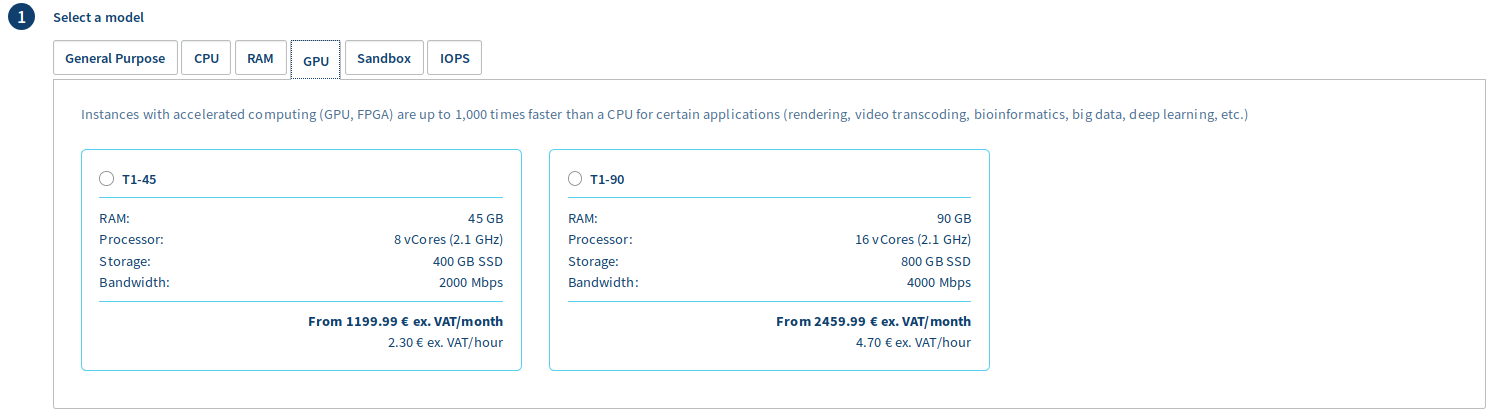 1 Select a model
General Purpose CPU RAM GPU Sandbox IOPS
Instances with accelerated computing (GPU, FPGA) are up to 1,000 times faster than a CPU for certain applications (rendering, video transcoding, bioinformatics, big data, deep learning, etc.)
T1-45
RAM: 45 GB
Processor: 8 vCores (2.1 GHz)
Storage: 400 GB SSD
Bandwidth: 2000 Mbps
From 1199.99 € ex. VAT/month
2.30 € ex. VAT/hour
T1-90
RAM: 90 GB
Processor: 16 vCores (2.1 GHz)
Storage: 800 GB SSD
Bandwidth: 4000 Mbps
From 2459.99 € ex. VAT/month
4.70 € ex. VAT/hour